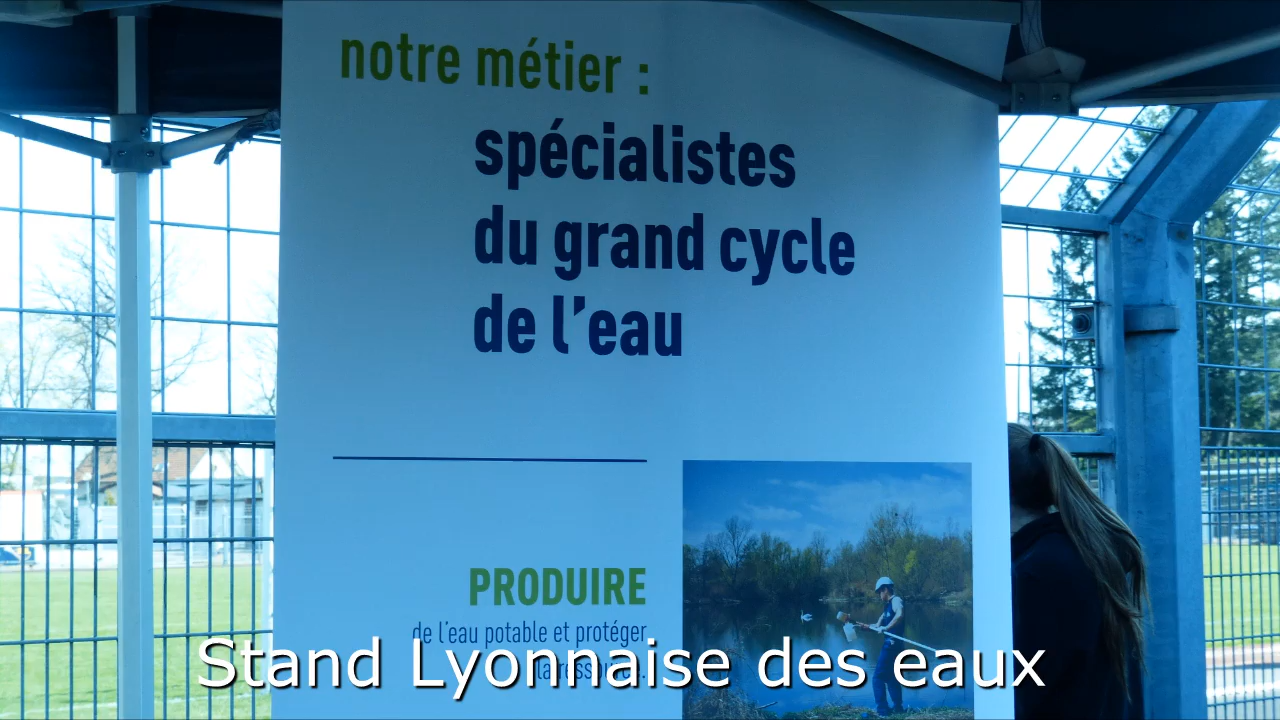 notre métier :
spécialistes
du grand cycle
de l'eau
PRODUIRE
de l'eau potable et protéger
Stand Lyonnaise des eaux